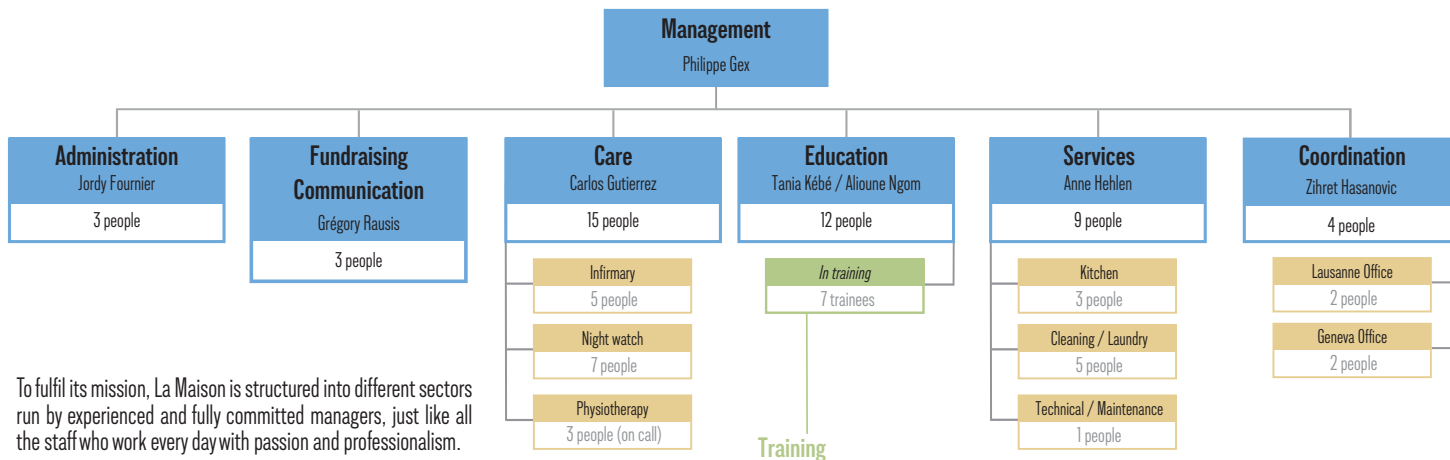 Management
Philippe Gex
Administration
Jordy Fournier
3 people
Fundraising
Communication
Grégory Rausis
3 people
Care
Carlos Gutierrez
15 people
Infirmary
5 people
Night watch
7 people
Physiotherapy
3 people (on call)
Education
Tania Kébé / Alioune Ngom
12 people
In training
7 trainees
Training
Services
Anne Hehlen
9 people
Kitchen
3 people
Cleaning / Laundry
5 people
Technical / Maintenance
1 people
Coordination
Zihret Hasanovic
4 people
Lausanne Office
2 people
Geneva Office
2 people
To fulfil its mission, La Maison is structured into different sectors
run by experienced and fully committed managers, just like all
the staff who work every day with passion and professionalism.